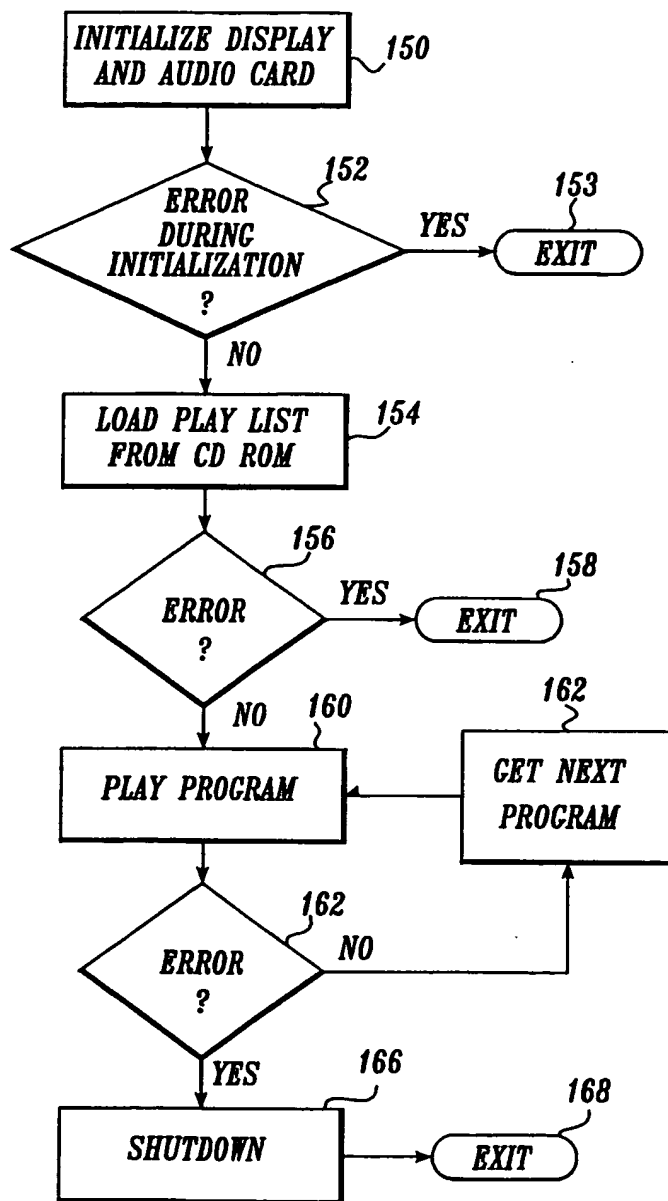 INITIALIZE DISPLAY
AND AUDIO CARD
150
152
ERROR
DURING
INITIALIZATION
?
YES
153
EXIT
NO
LOAD PLAY LIST
FROM CD ROM
154
156
ERROR
?
YES
158
EXIT
NO
160
PLAY PROGRAM
162
GET NEXT
PROGRAM
162
ERROR
?
NO
YES
166
SHUTDOWN
168
EXIT